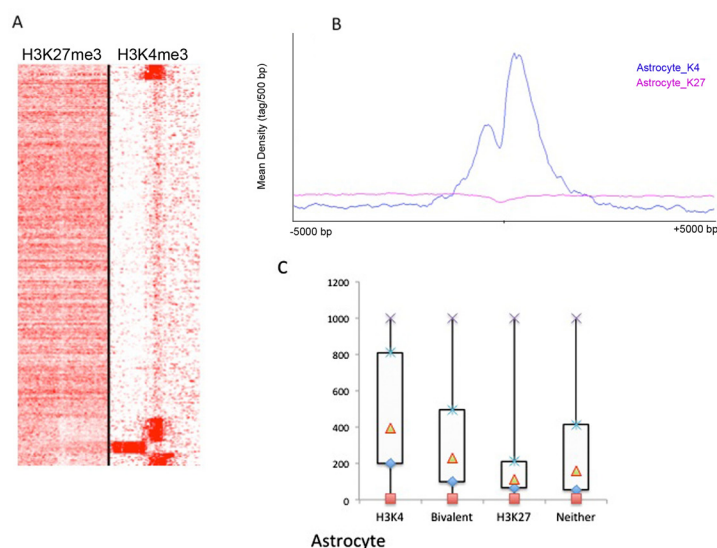 A
H3K27me3 H3K4me3
B
Mean Density (tag/500 bp)
Astrocyte_K4
Astrocyte_K27
-5000 bp
+5000 bp
C
1200
1000
800
600
400
200
0
H3K4 Bivalent H3K27 Neither
Astrocyte